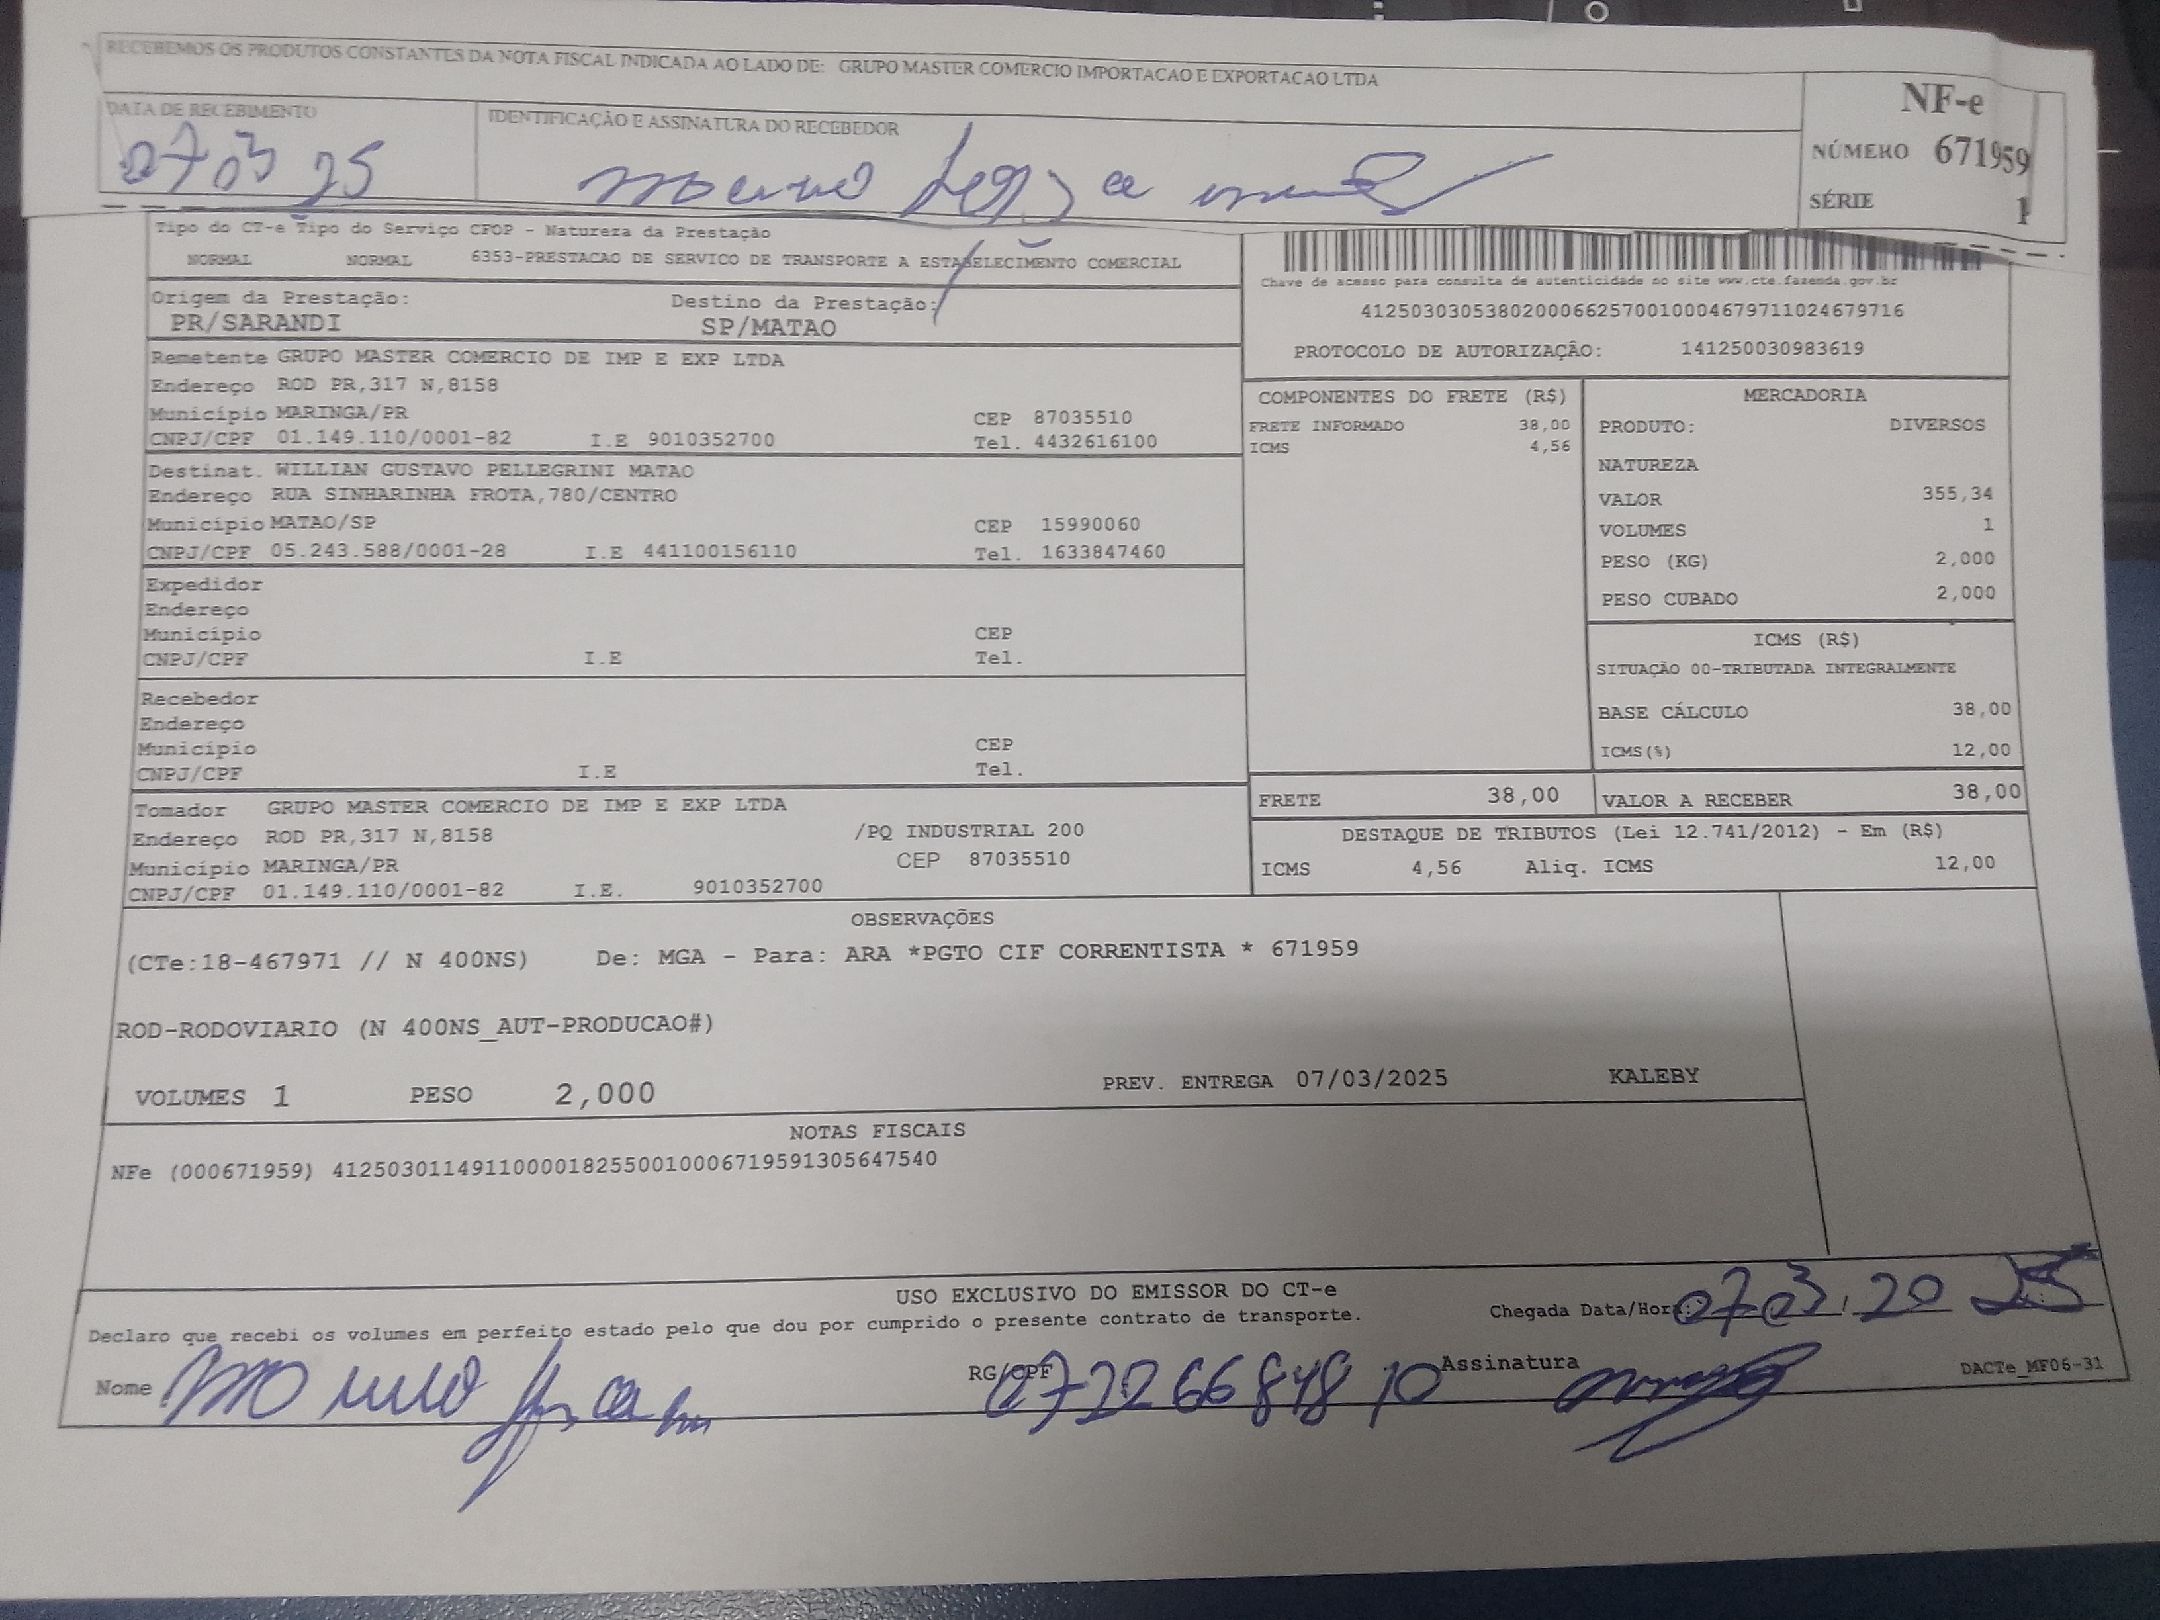 RECEBEMOS OS PRODUTOS CONSTANTES DA NOTA FISCAL INDICADA AO LADO DE: GRUPO MASTER COMERCIO IMPORTACAO E EXPORTACAO LTDA
NF-e
NÚMERO 671959
SÉRIE 1
DATA DE RECEBIMENTO
07 03 25
IDENTIFICAÇÃO E ASSINATURA DO RECEBEDOR
Tipo do CT-e Tipo do Serviço CFOP - Natureza da Prestação
NORMAL NORMAL 6353-PRESTACAO DE SERVICO DE TRANSPORTE A ESTABELECIMENTO COMERCIAL
Origem da Prestação: Destino da Prestação:
PR/SARANDI SP/MATAO
Chave de acesso para consulta de autenticidade no site www.cte.fazenda.gov.br
41250303053802000662570010004679711024679716
PROTOCOLO DE AUTORIZAÇÃO: 141250030983619
Remetente GRUPO MASTER COMERCIO DE IMP E EXP LTDA
Endereço ROD PR,317 N,8158
Município MARINGA/PR CEP 87035510
CNPJ/CPF 01.149.110/0001-82 I.E 9010352700 Tel. 4432616100
Destinat. WILLIAN GUSTAVO PELLEGRINI MATAO
Endereço RUA SINHARINHA FROTA,780/CENTRO
Município MATAO/SP CEP 15990060
CNPJ/CPF 05.243.588/0001-28 I.E 441100156110 Tel. 1633847460
Expedidor
Endereço
Município CEP
CNPJ/CPF I.E Tel.
Recebedor
Endereço
Município CEP
CNPJ/CPF I.E Tel.
Tomador GRUPO MASTER COMERCIO DE IMP E EXP LTDA
Endereço ROD PR,317 N,8158 /PQ INDUSTRIAL 200
Município MARINGA/PR CEP 87035510
CNPJ/CPF 01.149.110/0001-82 I.E. 9010352700
COMPONENTES DO FRETE (R$)
FRETE INFORMADO 38,00
ICMS 4,56
MERCADORIA
PRODUTO: DIVERSOS
NATUREZA
VALOR 355,34
VOLUMES 1
PESO (KG) 2,000
PESO CUBADO 2,000
ICMS (R$)
SITUAÇÃO 00-TRIBUTADA INTEGRALMENTE
BASE CÁLCULO 38,00
ICMS(%) 12,00
FRETE 38,00 VALOR A RECEBER 38,00
DESTAQUE DE TRIBUTOS (Lei 12.741/2012) - Em (R$)
ICMS 4,56 Aliq. ICMS 12,00
OBSERVAÇÕES
(CTe:18-467971 // N 400NS) De: MGA - Para: ARA *PGTO CIF CORRENTISTA * 671959
ROD-RODOVIARIO (N 400NS_AUT-PRODUCAO#)
VOLUMES 1 PESO 2,000 PREV. ENTREGA 07/03/2025 KALEBY
NOTAS FISCAIS
NFe (000671959) 41250301149110000182550010006719591305647540
USO EXCLUSIVO DO EMISSOR DO CT-e
Declaro que recebi os volumes em perfeito estado pelo que dou por cumprido o presente contrato de transporte.
Chegada Data/Hora: 07 03 2025
Nome RG/CPF 07226684810 Assinatura
DACTe_MF06-31